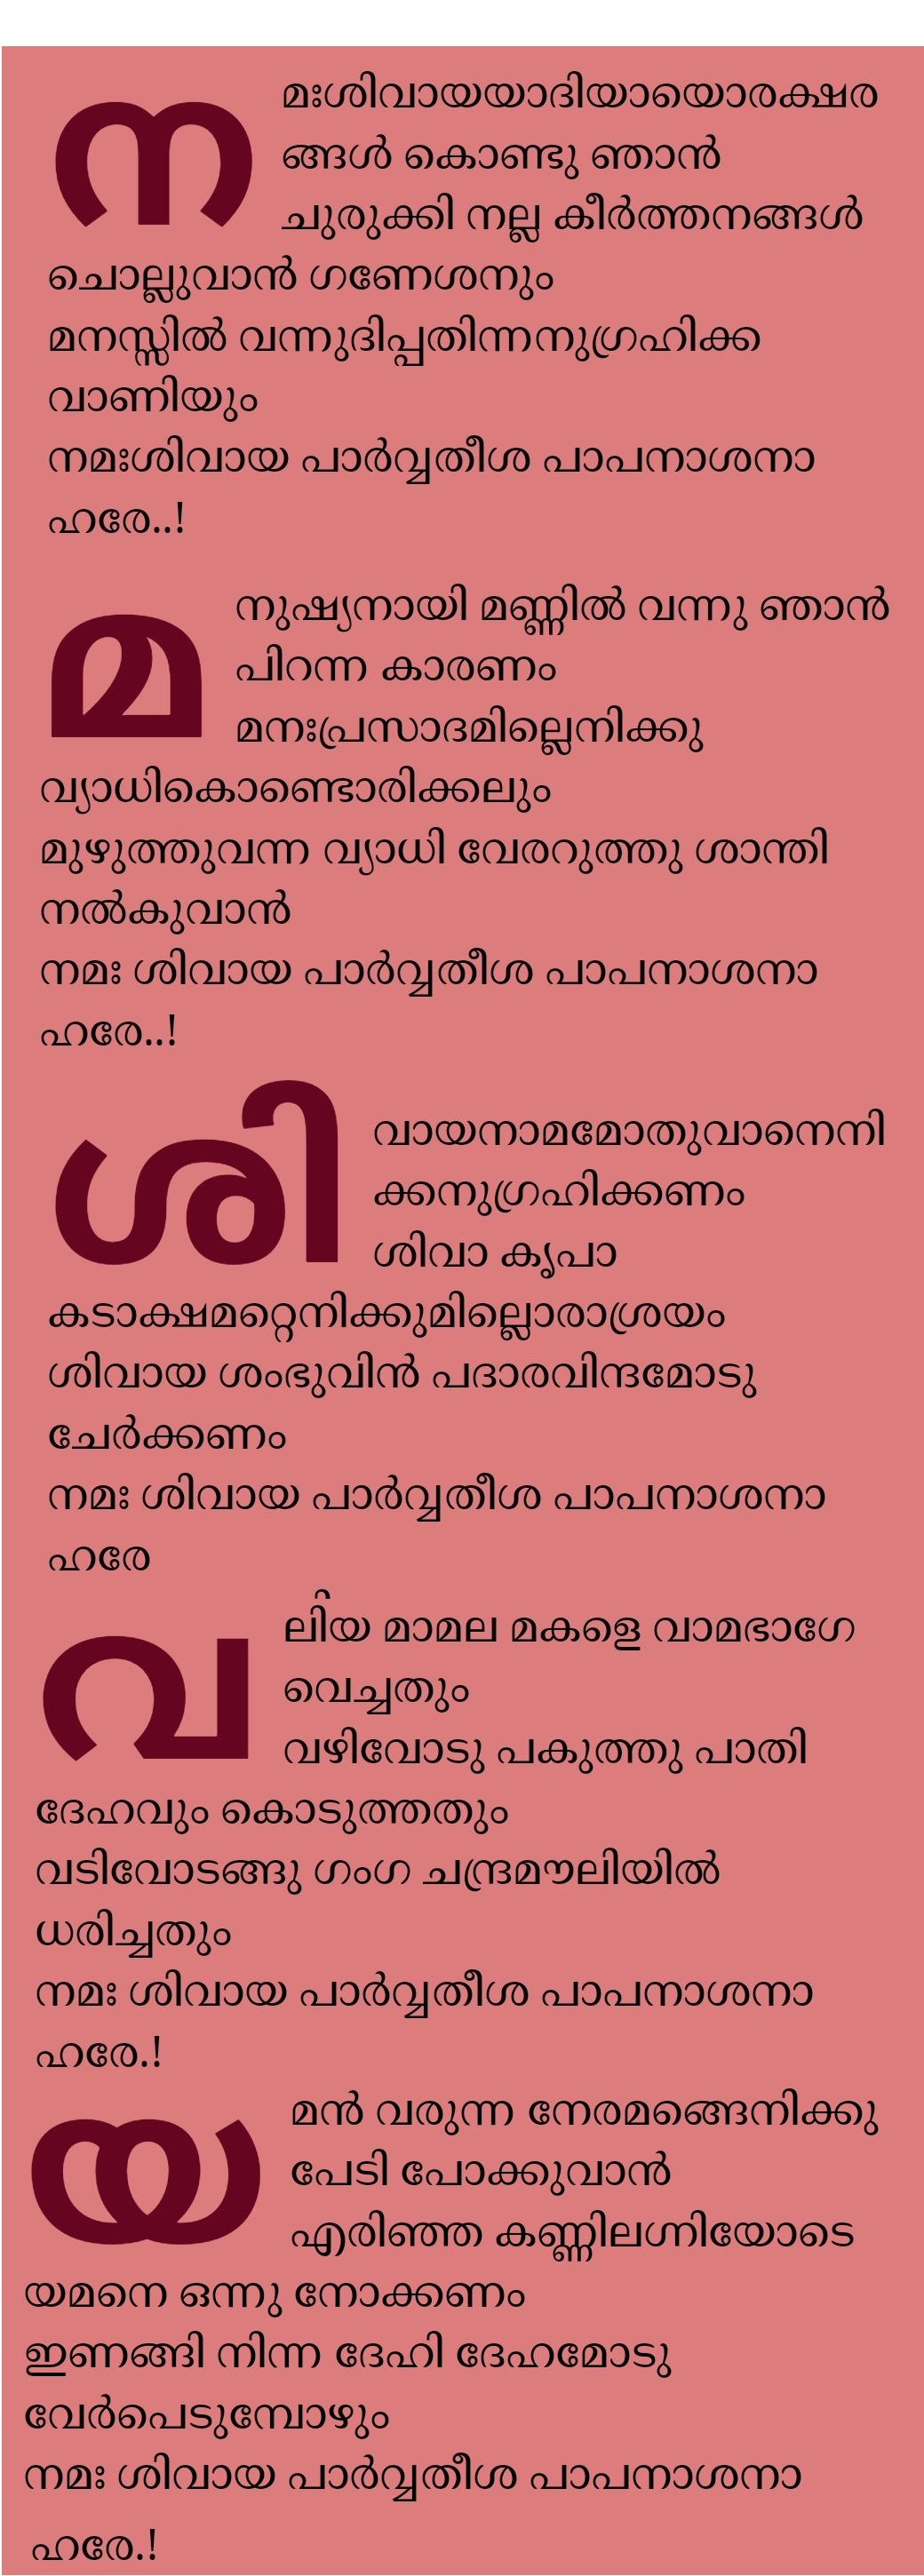 ന മഃശിവായയാദിയായൊരക്ഷര
ങ്ങൾ കൊണ്ടു ഞാൻ
ചുരുക്കി നല്ല കീർത്തനങ്ങൾ
ചൊല്ലുവാൻ ഗണേശനും
മനസ്സിൽ വന്നുദിപ്പതിന്നനുഗ്രഹിക്ക
വാണിയും
നമഃശിവായ പാർവ്വതീശ പാപനാശനാ
ഹരേ..!
മ നുഷ്യനായി മണ്ണിൽ വന്നു ഞാൻ
പിറന്ന കാരണം
മനഃപ്രസാദമില്ലെനിക്കു
വ്യാധികൊണ്ടൊരിക്കലും
മുഴുത്തുവന്ന വ്യാധി വേരറുത്തു ശാന്തി
നൽകുവാൻ
നമഃ ശിവായ പാർവ്വതീശ പാപനാശനാ
ഹരേ..!
ശി വായനാമമോതുവാനെനി
ക്കനുഗ്രഹിക്കണം
ശിവാ കൃപാ
കടാക്ഷമറ്റെനിക്കുമില്ലൊരാശ്രയം
ശിവായ ശംഭുവിൻ പദാരവിന്ദമോടു
ചേർക്കണം
നമഃ ശിവായ പാർവ്വതീശ പാപനാശനാ
ഹരേ
വ ലിയ മാമല മകളെ വാമഭാഗേ
വെച്ചതും
വഴിവോടു പകുത്തു പാതി
ദേഹവും കൊടുത്തതും
വടിവോടങ്ങു ഗംഗ ചന്ദ്രമൗലിയിൽ
ധരിച്ചതും
നമഃ ശിവായ പാർവ്വതീശ പാപനാശനാ
ഹരേ.!
യ മൻ വരുന്ന നേരമങ്ങെനിക്കു
പേടി പോക്കുവാൻ
എരിഞ്ഞ കണ്ണിലഗ്നിയോടെ
യമനെ ഒന്നു നോക്കണം
ഇണങ്ങി നിന്ന ദേഹി ദേഹമോടു
വേർപെടുമ്പോഴും
നമഃ ശിവായ പാർവ്വതീശ പാപനാശനാ
ഹരേ.!